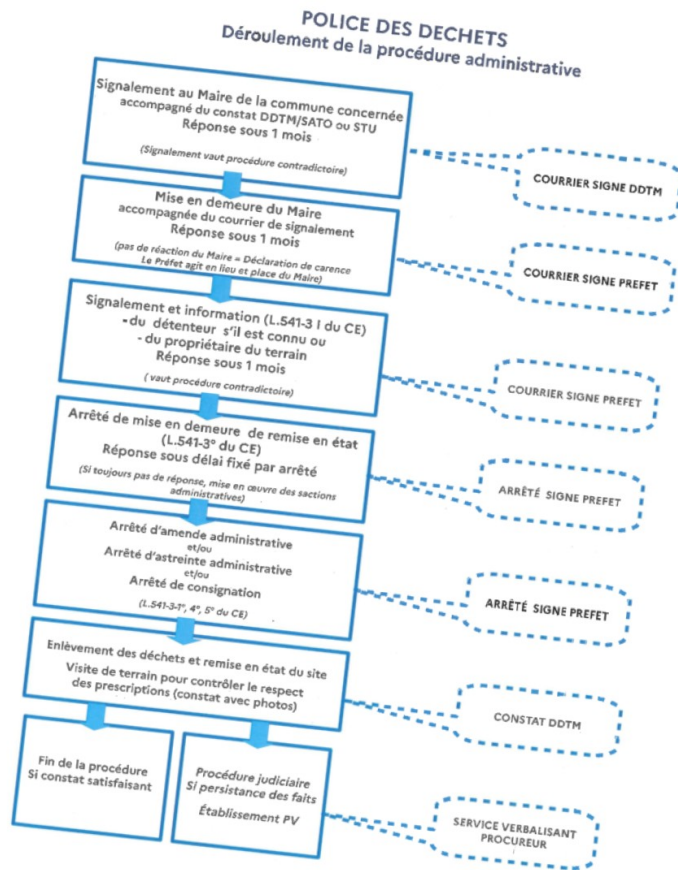 POLICE DES DECHETS
Déroulement de la procédure administrative
Signalement au Maire de la commune concernée
accompagné du constat DDTM/SATO ou STU
Réponse sous 1 mois
(Signalement vaut procédure contradictoire)
COURRIER SIGNE DDTM
Mise en demeure du Maire
accompagnée du courrier de signalement
Réponse sous 1 mois
(pas de réaction du Maire = Déclaration de carence
Le Préfet agit en lieu et place du Maire)
COURRIER SIGNE PREFET
Signalement et information (L.541-3 I du CE)
- du détenteur s'il est connu ou
- du propriétaire du terrain
Réponse sous 1 mois
( vaut procédure contradictoire)
COURRIER SIGNE PREFET
Arrêté de mise en demeure de remise en état
(L.541-3° du CE)
Réponse sous délai fixé par arrêté
(Si toujours pas de réponse, mise en œuvre des sactions
administratives)
ARRÊTÉ SIGNE PREFET
Arrêté d'amende administrative
et/ou
Arrêté d'astreinte administrative
et/ou
Arrêté de consignation
(L.541-3-1°, 4°, 5° du CE)
ARRÊTÉ SIGNE PREFET
Enlèvement des déchets et remise en état du site
Visite de terrain pour contrôler le respect
des prescriptions (constat avec photos)
CONSTAT DDTM
Fin de la procédure
Si constat satisfaisant
Procédure judiciaire
Si persistance des faits
Établissement PV
SERVICE VERBALISANT
PROCUREUR